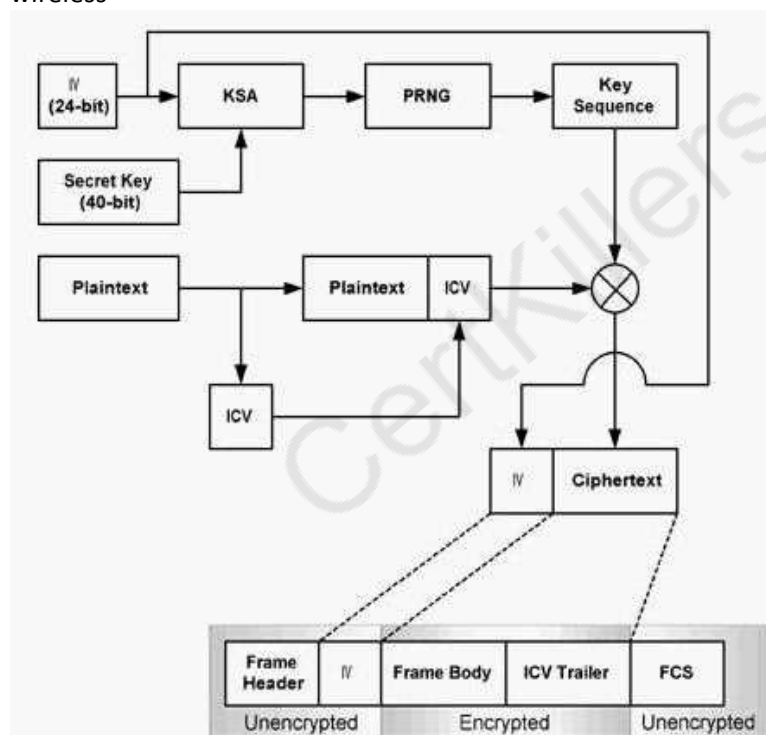 wireless
IV
(24-bit)
KSA
PRNG
Key
Sequence
Secret Key
(40-bit)
Plaintext
Plaintext
ICV
ICV
IV
Ciphertext
CertKillers
Frame
Header
IV
Frame Body
ICV Trailer
FCS
Unencrypted
Encrypted
Unencrypted